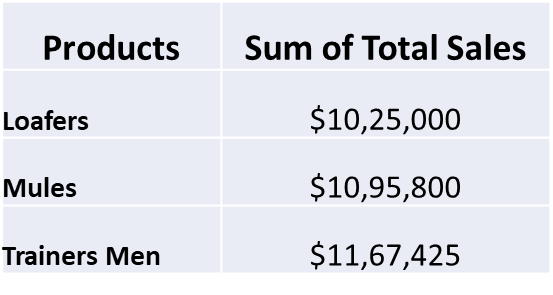 Products Sum of Total Sales
Loafers $10,25,000
Mules $10,95,800
Trainers Men $11,67,425